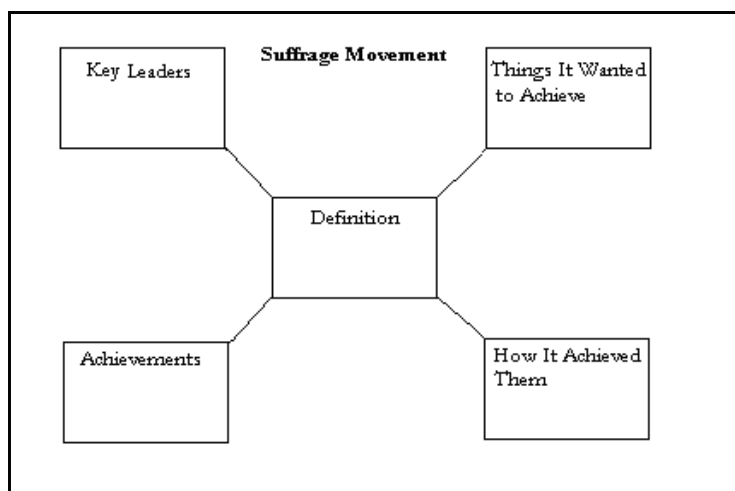 Suffrage Movement
Key Leaders
Things It Wanted
to Achieve
Definition
Achievements
How It Achieved
Them